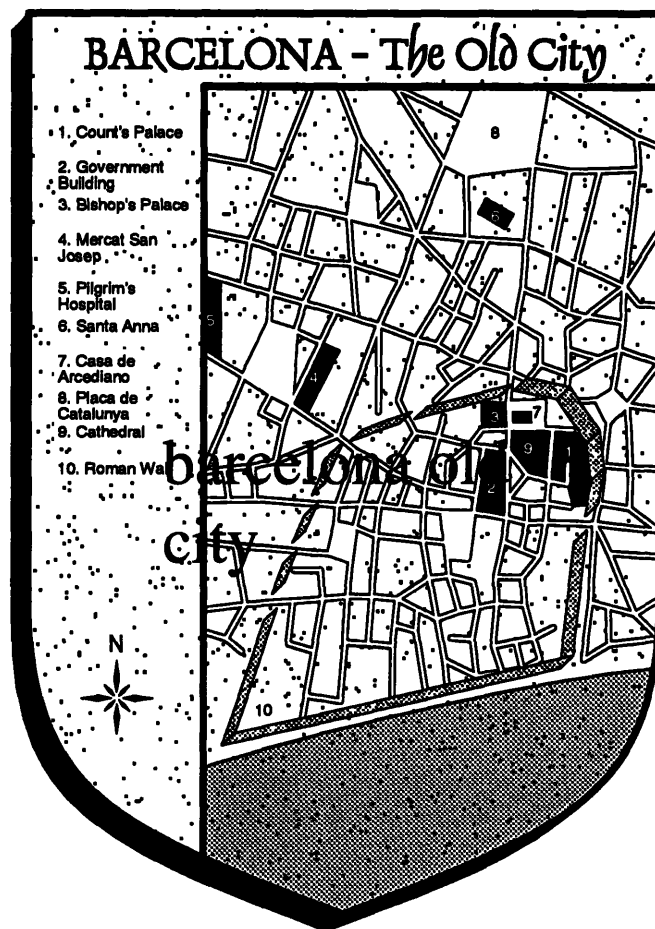 BARCELONA - The Old City
1. Count's Palace
2. Government
Building
3. Bishop's Palace
4. Mercat San
Josep
5. Pilgrim's
Hospital
6. Santa Anna
7. Casa de
Arcediano
8. Placa de
Catalunya
9. Cathedral
10. Roman Wall
8
6
5
4
3
7
9
1
2
barcelona old
city
N
10